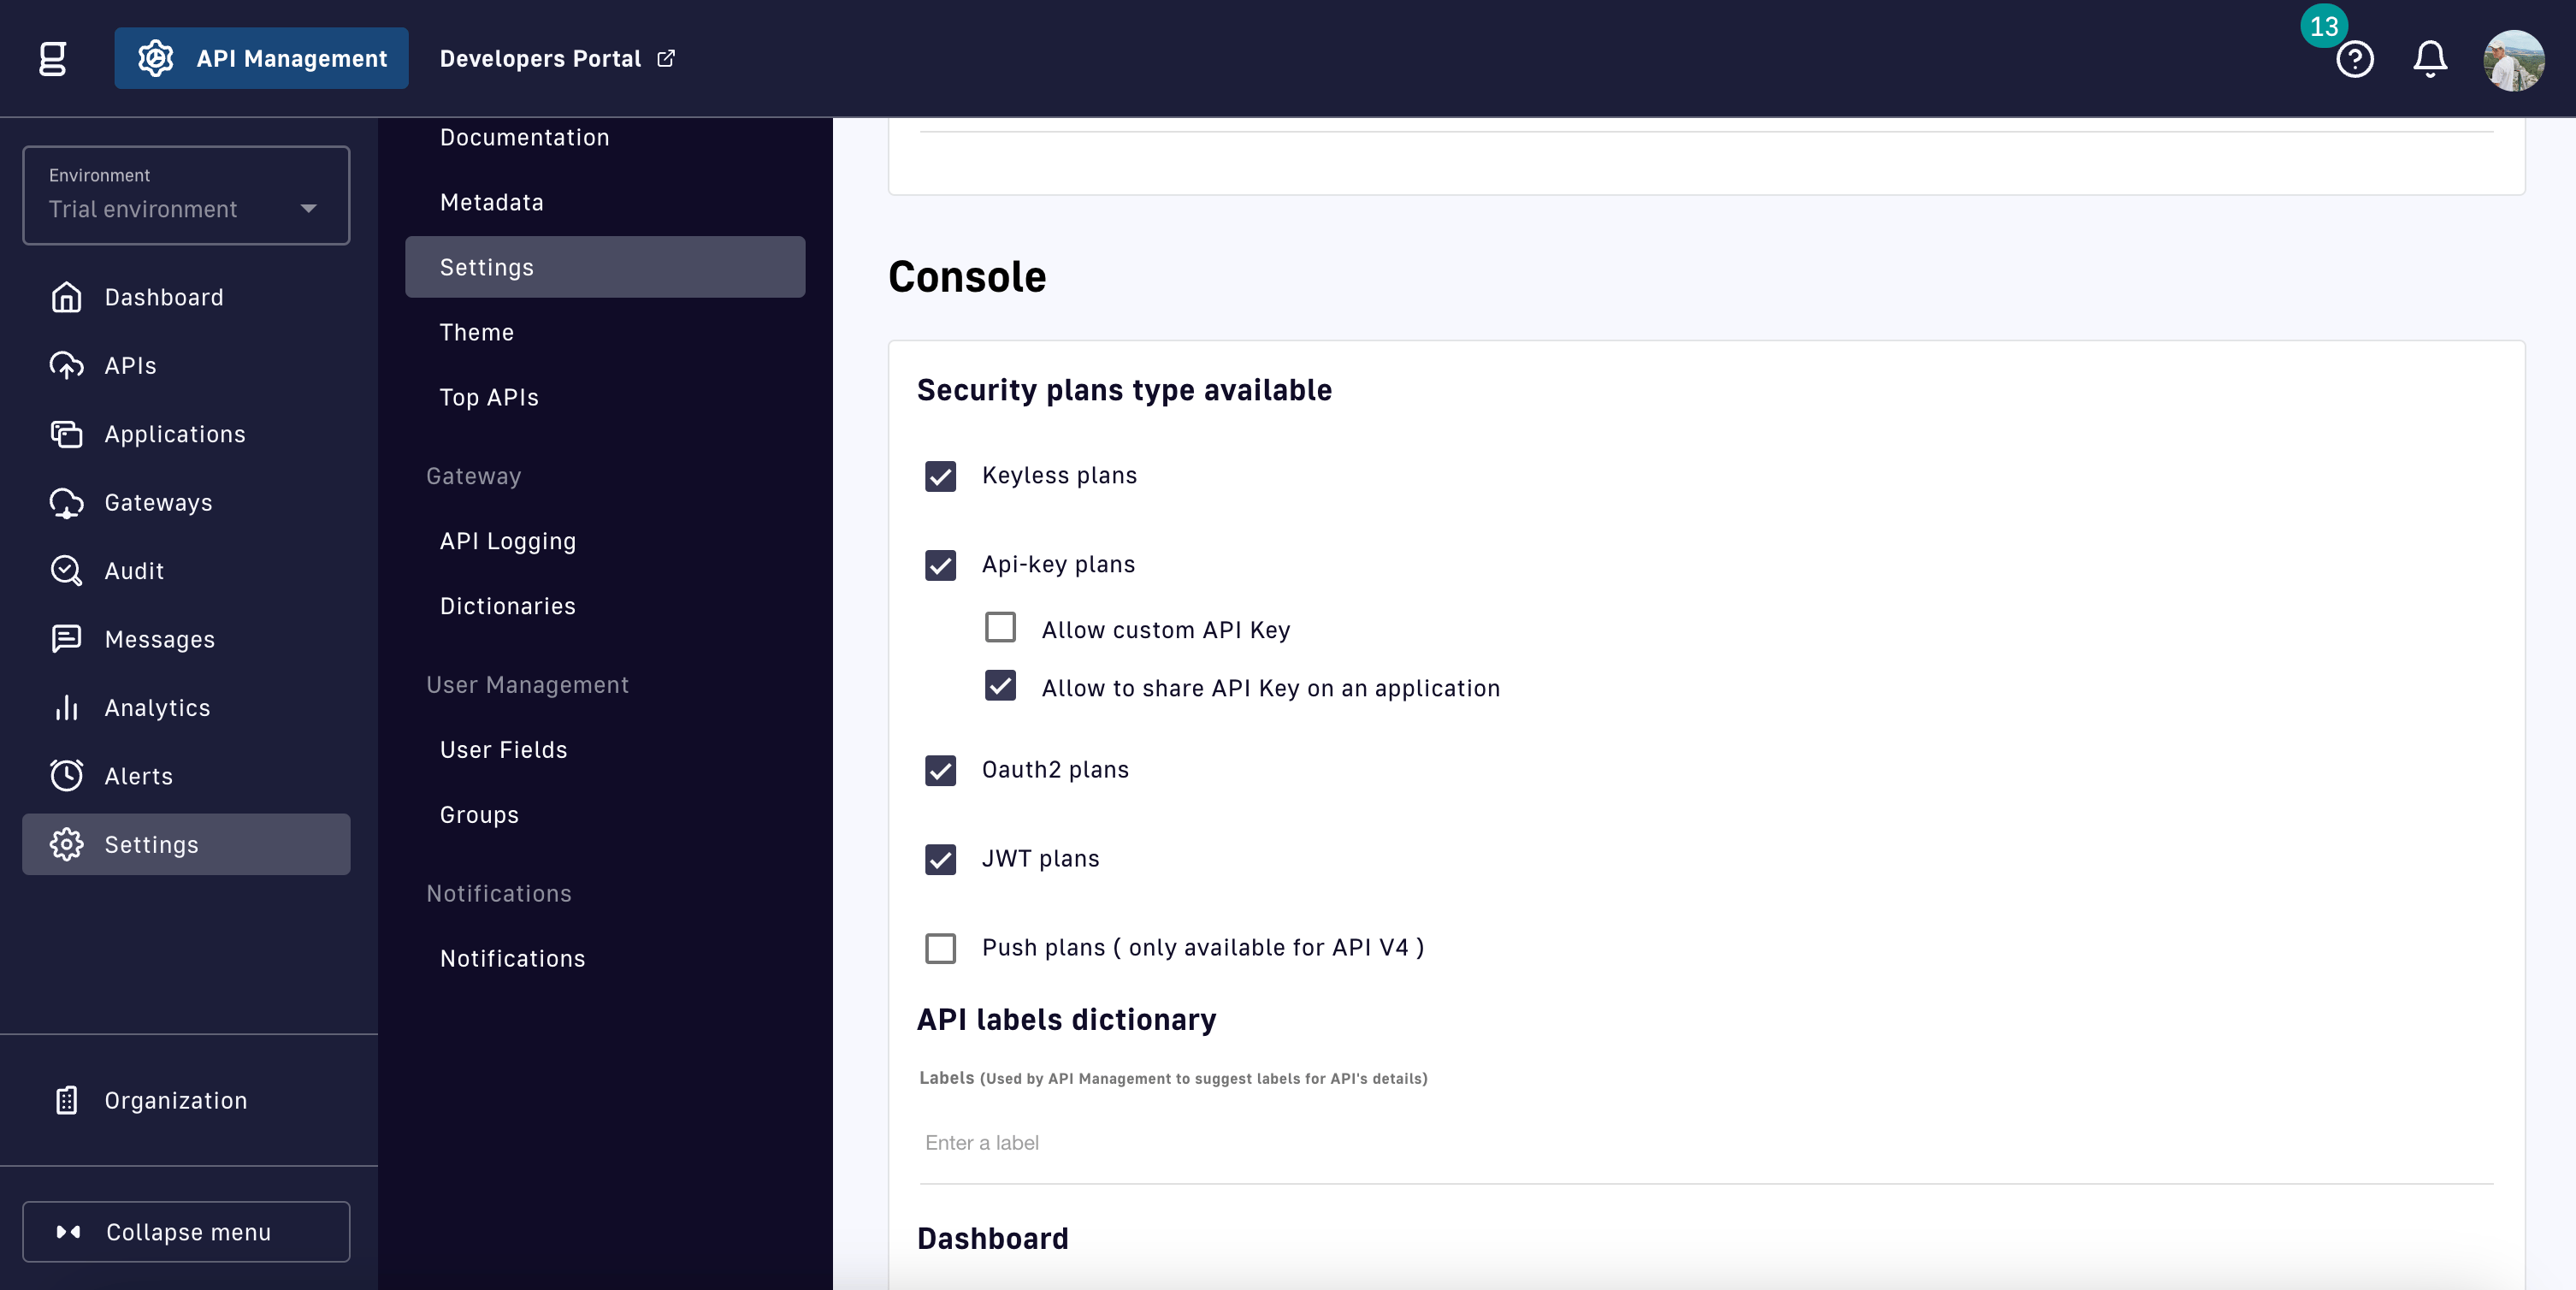 g
API Management
Developers Portal
13
Environment
Trial environment
Dashboard
APIs
Applications
Gateways
Audit
Messages
Analytics
Alerts
Settings
Organization
Collapse menu
Documentation
Metadata
Settings
Theme
Top APIs
Gateway
API Logging
Dictionaries
User Management
User Fields
Groups
Notifications
Notifications
Console
Security plans type available
Keyless plans
Api-key plans
Allow custom API Key
Allow to share API Key on an application
Oauth2 plans
JWT plans
Push plans ( only available for API V4 )
API labels dictionary
Labels (Used by API Management to suggest labels for API's details)
Enter a label
Dashboard